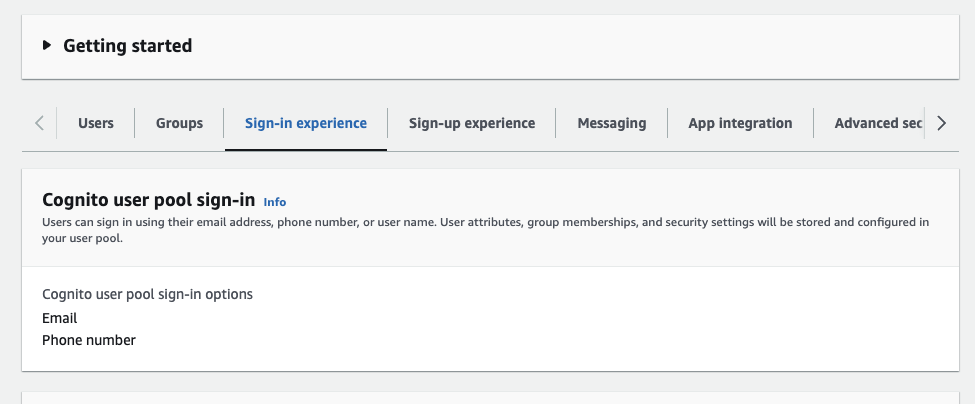 Getting started
Users Groups Sign-in experience Sign-up experience Messaging App integration Advanced sec
Cognito user pool sign-in Info
Users can sign in using their email address, phone number, or user name. User attributes, group memberships, and security settings will be stored and configured in
your user pool.
Cognito user pool sign-in options
Email
Phone number